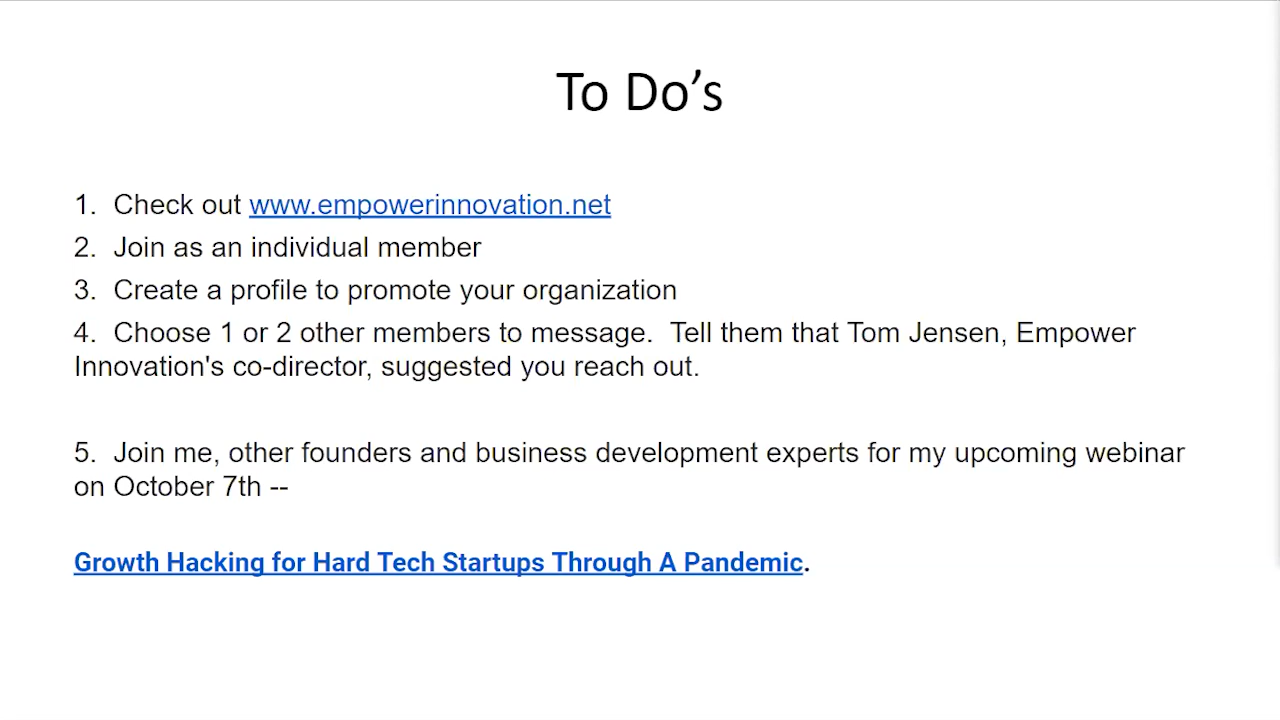 To Do’s
1.  Check out www.empowerinnovation.net
2.  Join as an individual member
3.  Create a profile to promote your organization
4.  Choose 1 or 2 other members to message.  Tell them that Tom Jensen, Empower
Innovation's co-director, suggested you reach out.
5.  Join me, other founders and business development experts for my upcoming webinar
on October 7th --
Growth Hacking for Hard Tech Startups Through A Pandemic.